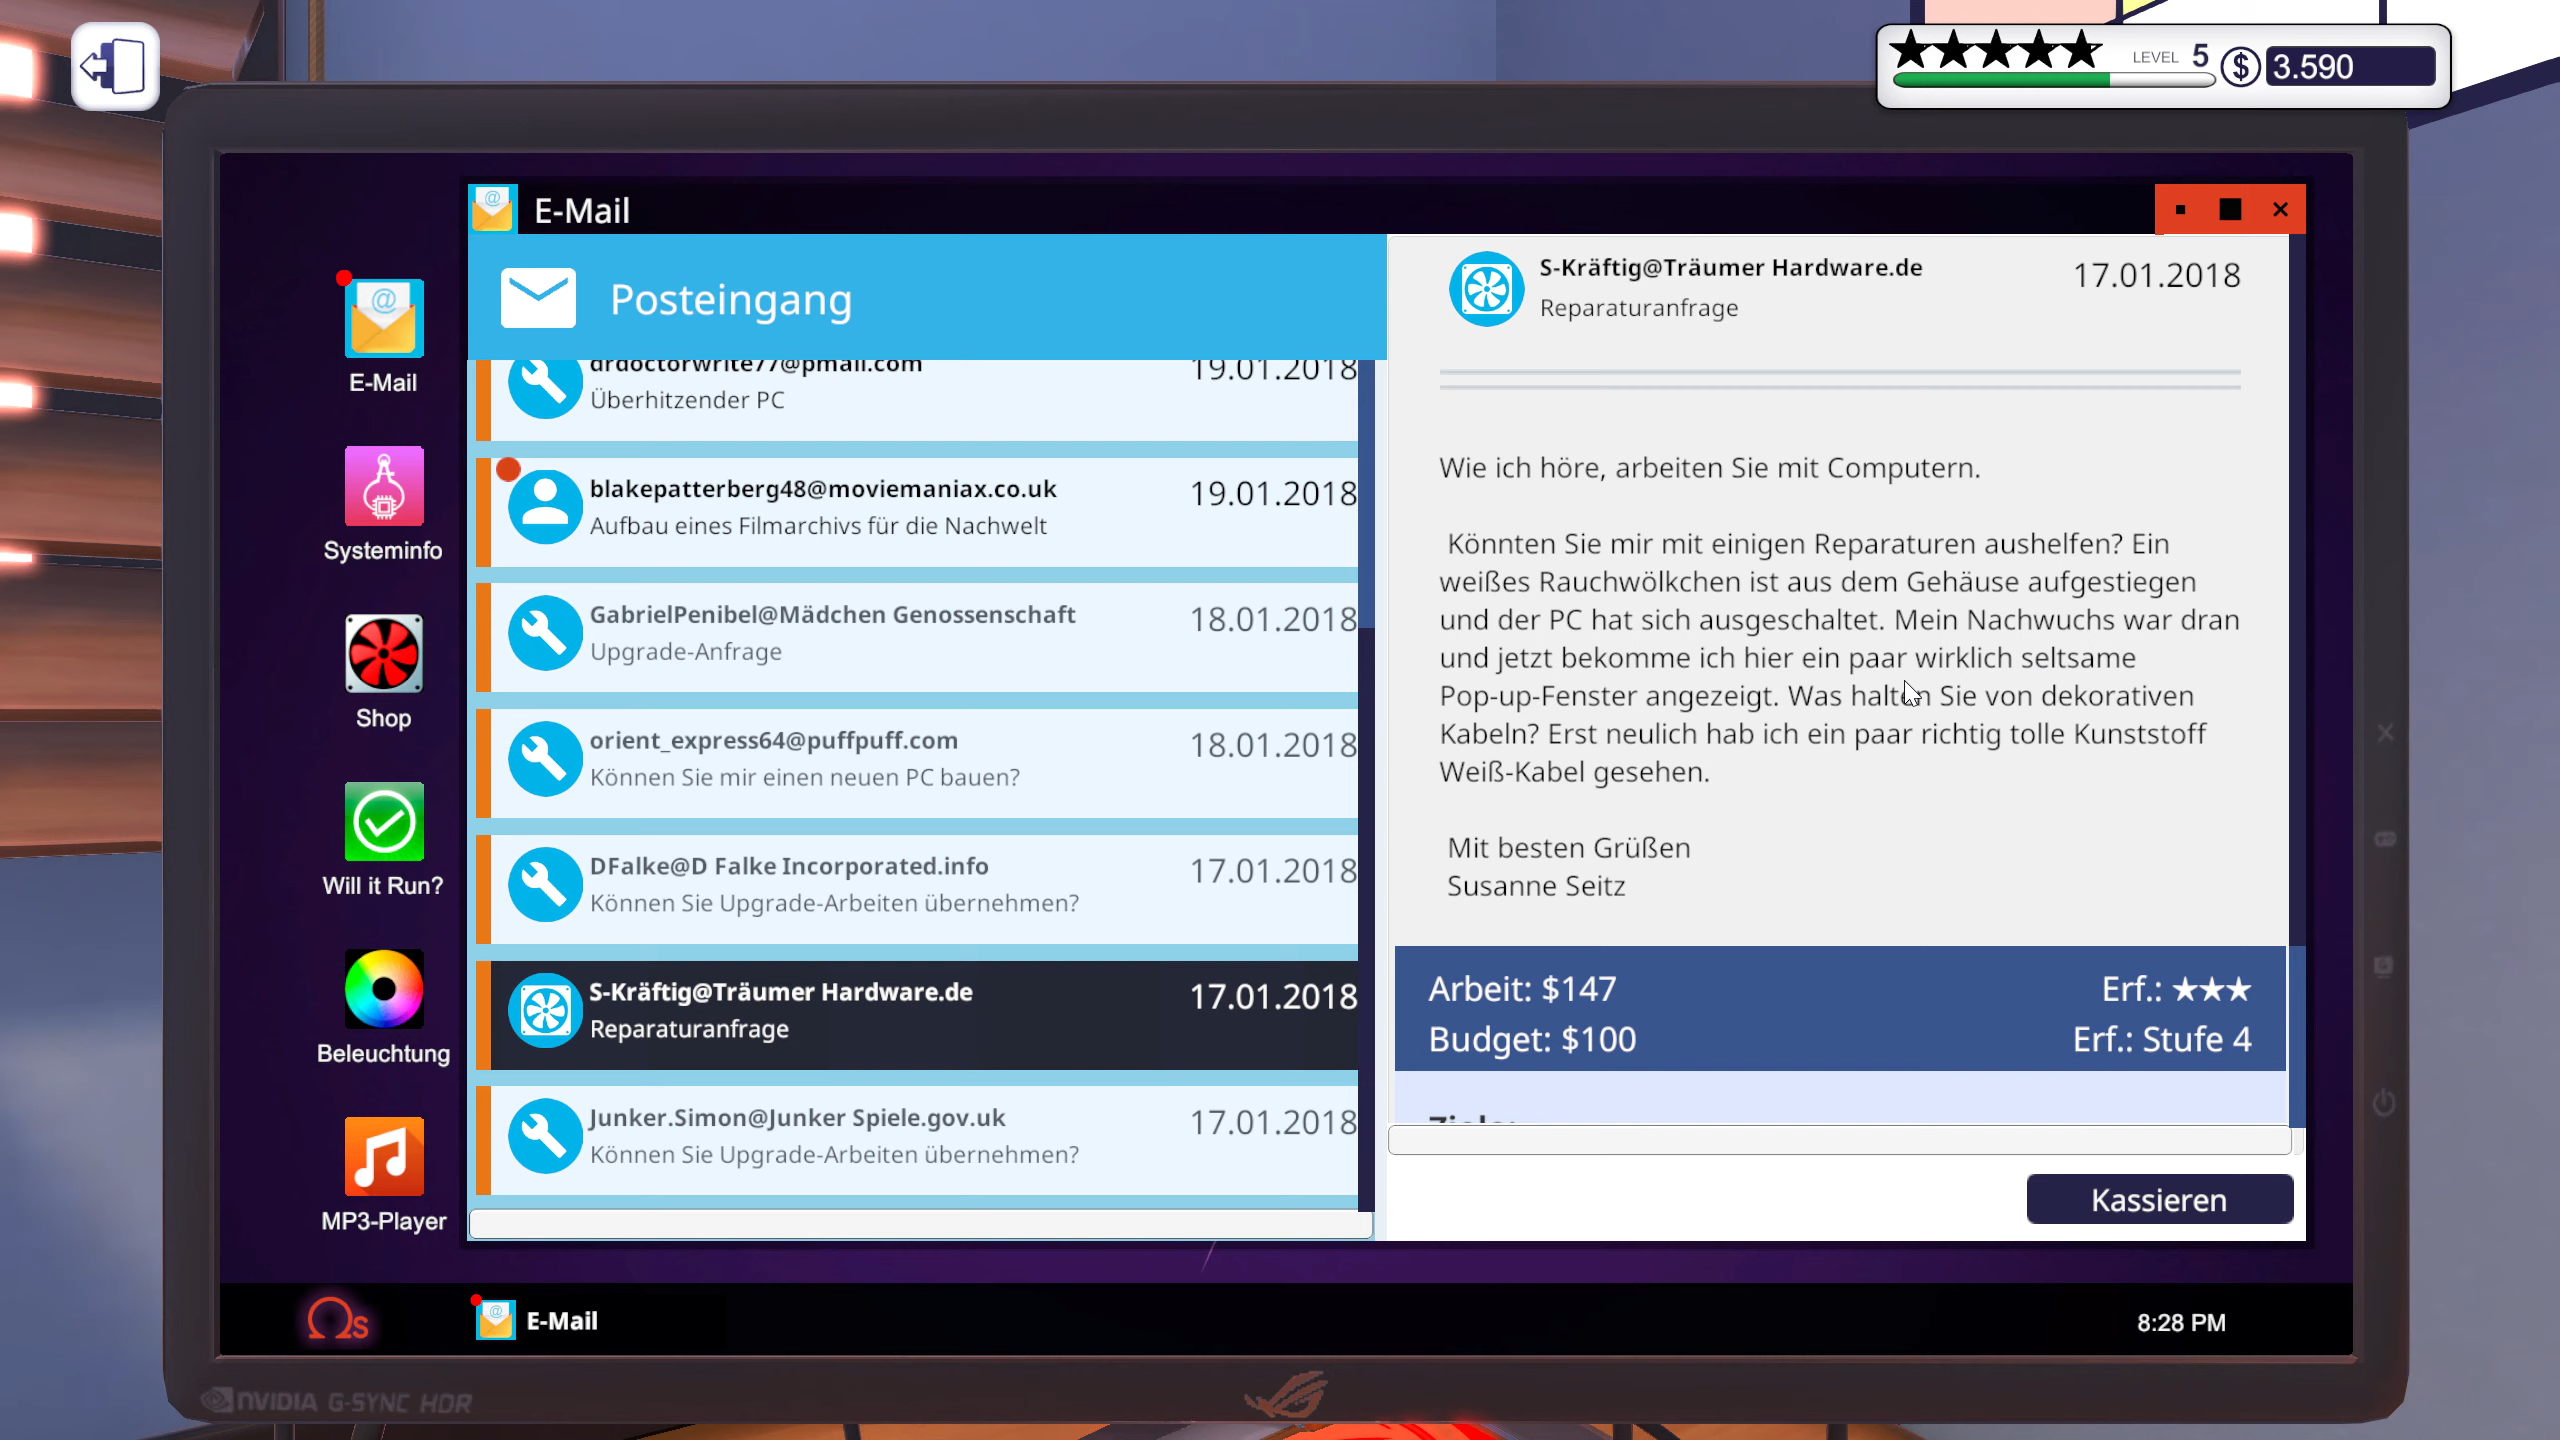 LEVEL 5 $ 3.590
E-Mail
Posteingang
drdoctorwrite77@pmail.com 19.01.2018
Überhitzender PC
blakepatterberg48@moviemaniax.co.uk 19.01.2018
Aufbau eines Filmarchivs für die Nachwelt
GabrielPenibel@Mädchen Genossenschaft 18.01.2018
Upgrade-Anfrage
orient_express64@puffpuff.com 18.01.2018
Können Sie mir einen neuen PC bauen?
DFalke@D Falke Incorporated.info 17.01.2018
Können Sie Upgrade-Arbeiten übernehmen?
S-Kräftig@Träumer Hardware.de 17.01.2018
Reparaturanfrage
Junker.Simon@Junker Spiele.gov.uk 17.01.2018
Können Sie Upgrade-Arbeiten übernehmen?
S-Kräftig@Träumer Hardware.de 17.01.2018
Reparaturanfrage
Wie ich höre, arbeiten Sie mit Computern.
Könnten Sie mir mit einigen Reparaturen aushelfen? Ein
weißes Rauchwölkchen ist aus dem Gehäuse aufgestiegen
und der PC hat sich ausgeschaltet. Mein Nachwuchs war dran
und jetzt bekomme ich hier ein paar wirklich seltsame
Pop-up-Fenster angezeigt. Was halten Sie von dekorativen
Kabeln? Erst neulich hab ich ein paar richtig tolle Kunststoff
Weiß-Kabel gesehen.
Mit besten Grüßen
Susanne Seitz
Arbeit: $147 Erf.: ★★★
Budget: $100 Erf.: Stufe 4
Ziele:
Kassieren
E-Mail
Systeminfo
Shop
Will it Run?
Beleuchtung
MP3-Player
Ωs
E-Mail
8:28 PM
NVIDIA G-SYNC HDR